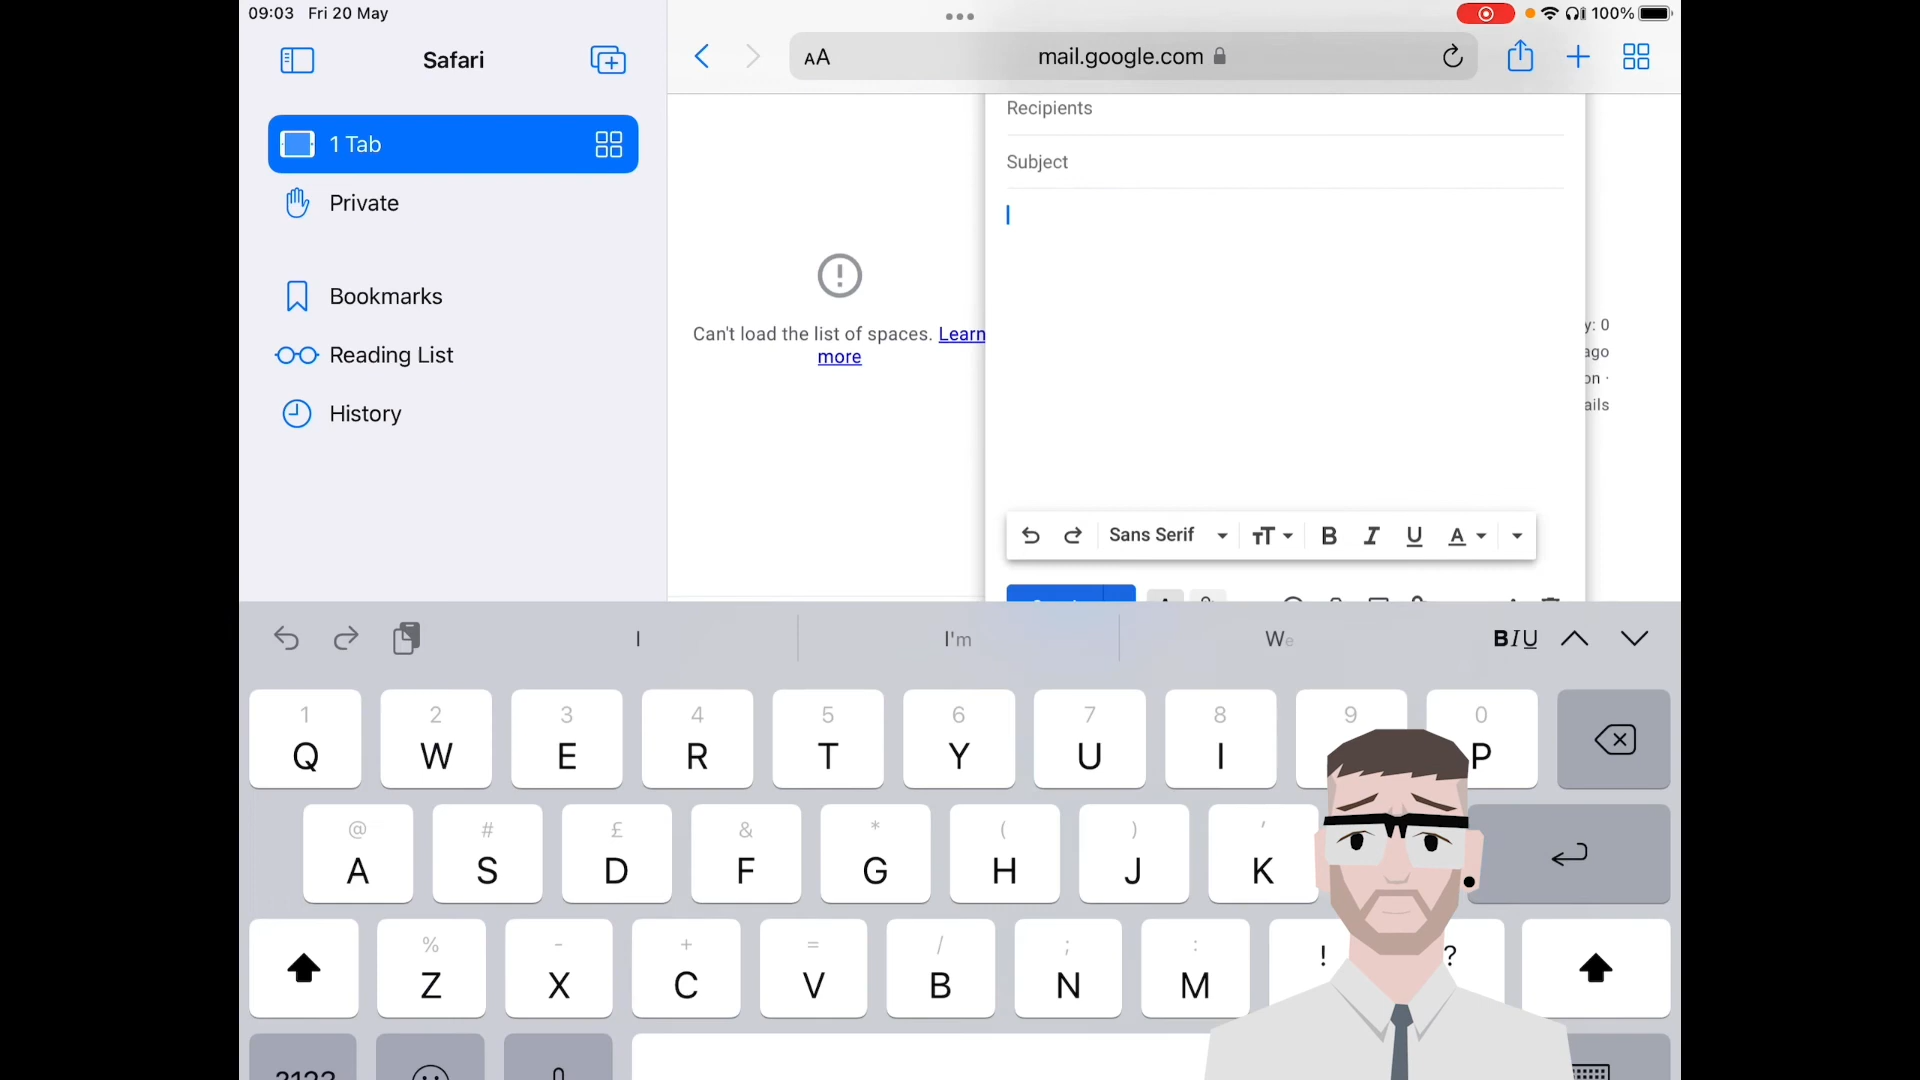 09:03 Fri 20 May
100%
Safari
AA
mail.google.com
1 Tab
Private
Bookmarks
Reading List
History
Can't load the list of spaces. Learn
more
Recipients
Subject
y: 0
ago
on ·
ails
Sans Serif
TT
B I U A
I
I'm
We
BIU
1 2 3 4 5 6 7 8 9 0
Q W E R T Y U I P
@ # £ & * ( ) '
A S D F G H J K
% - + = / ; : ! ?
Z X C V B N M